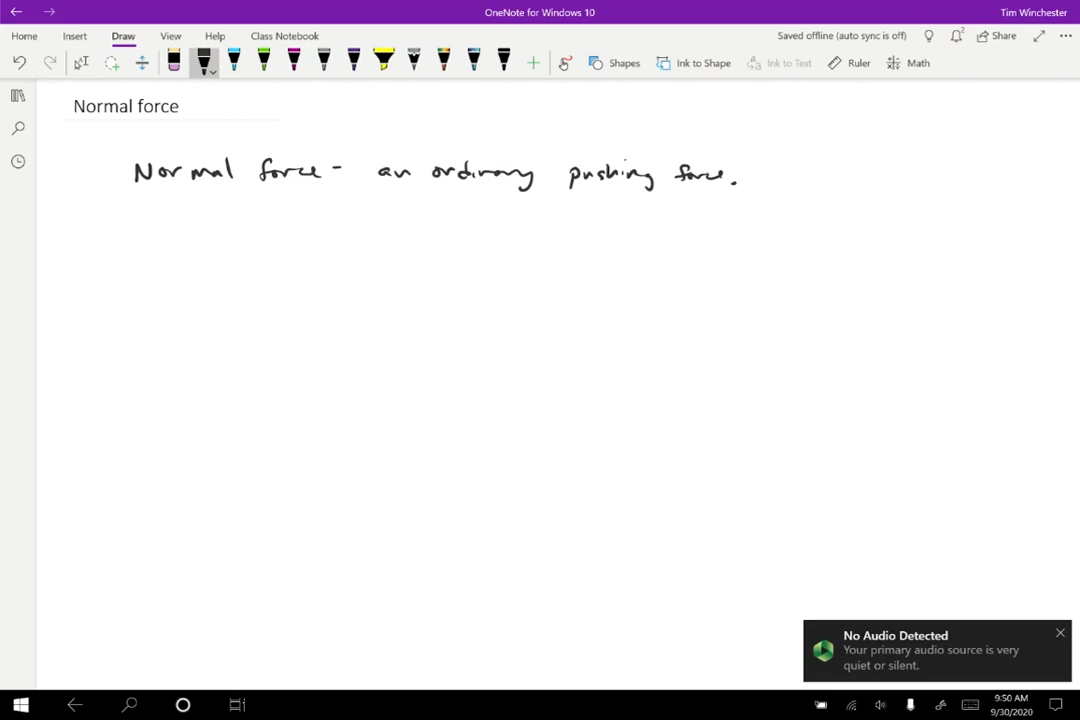 OneNote for Windows 10
Tim Winchester
Home Insert Draw View Help Class Notebook
Saved offline (auto sync is off) Share
Shapes Ink to Shape Ink to Text Ruler Math
Normal force
Normal force - an ordinary pushing force.
No Audio Detected
Your primary audio source is very
quiet or silent.
9:50 AM
9/30/2020